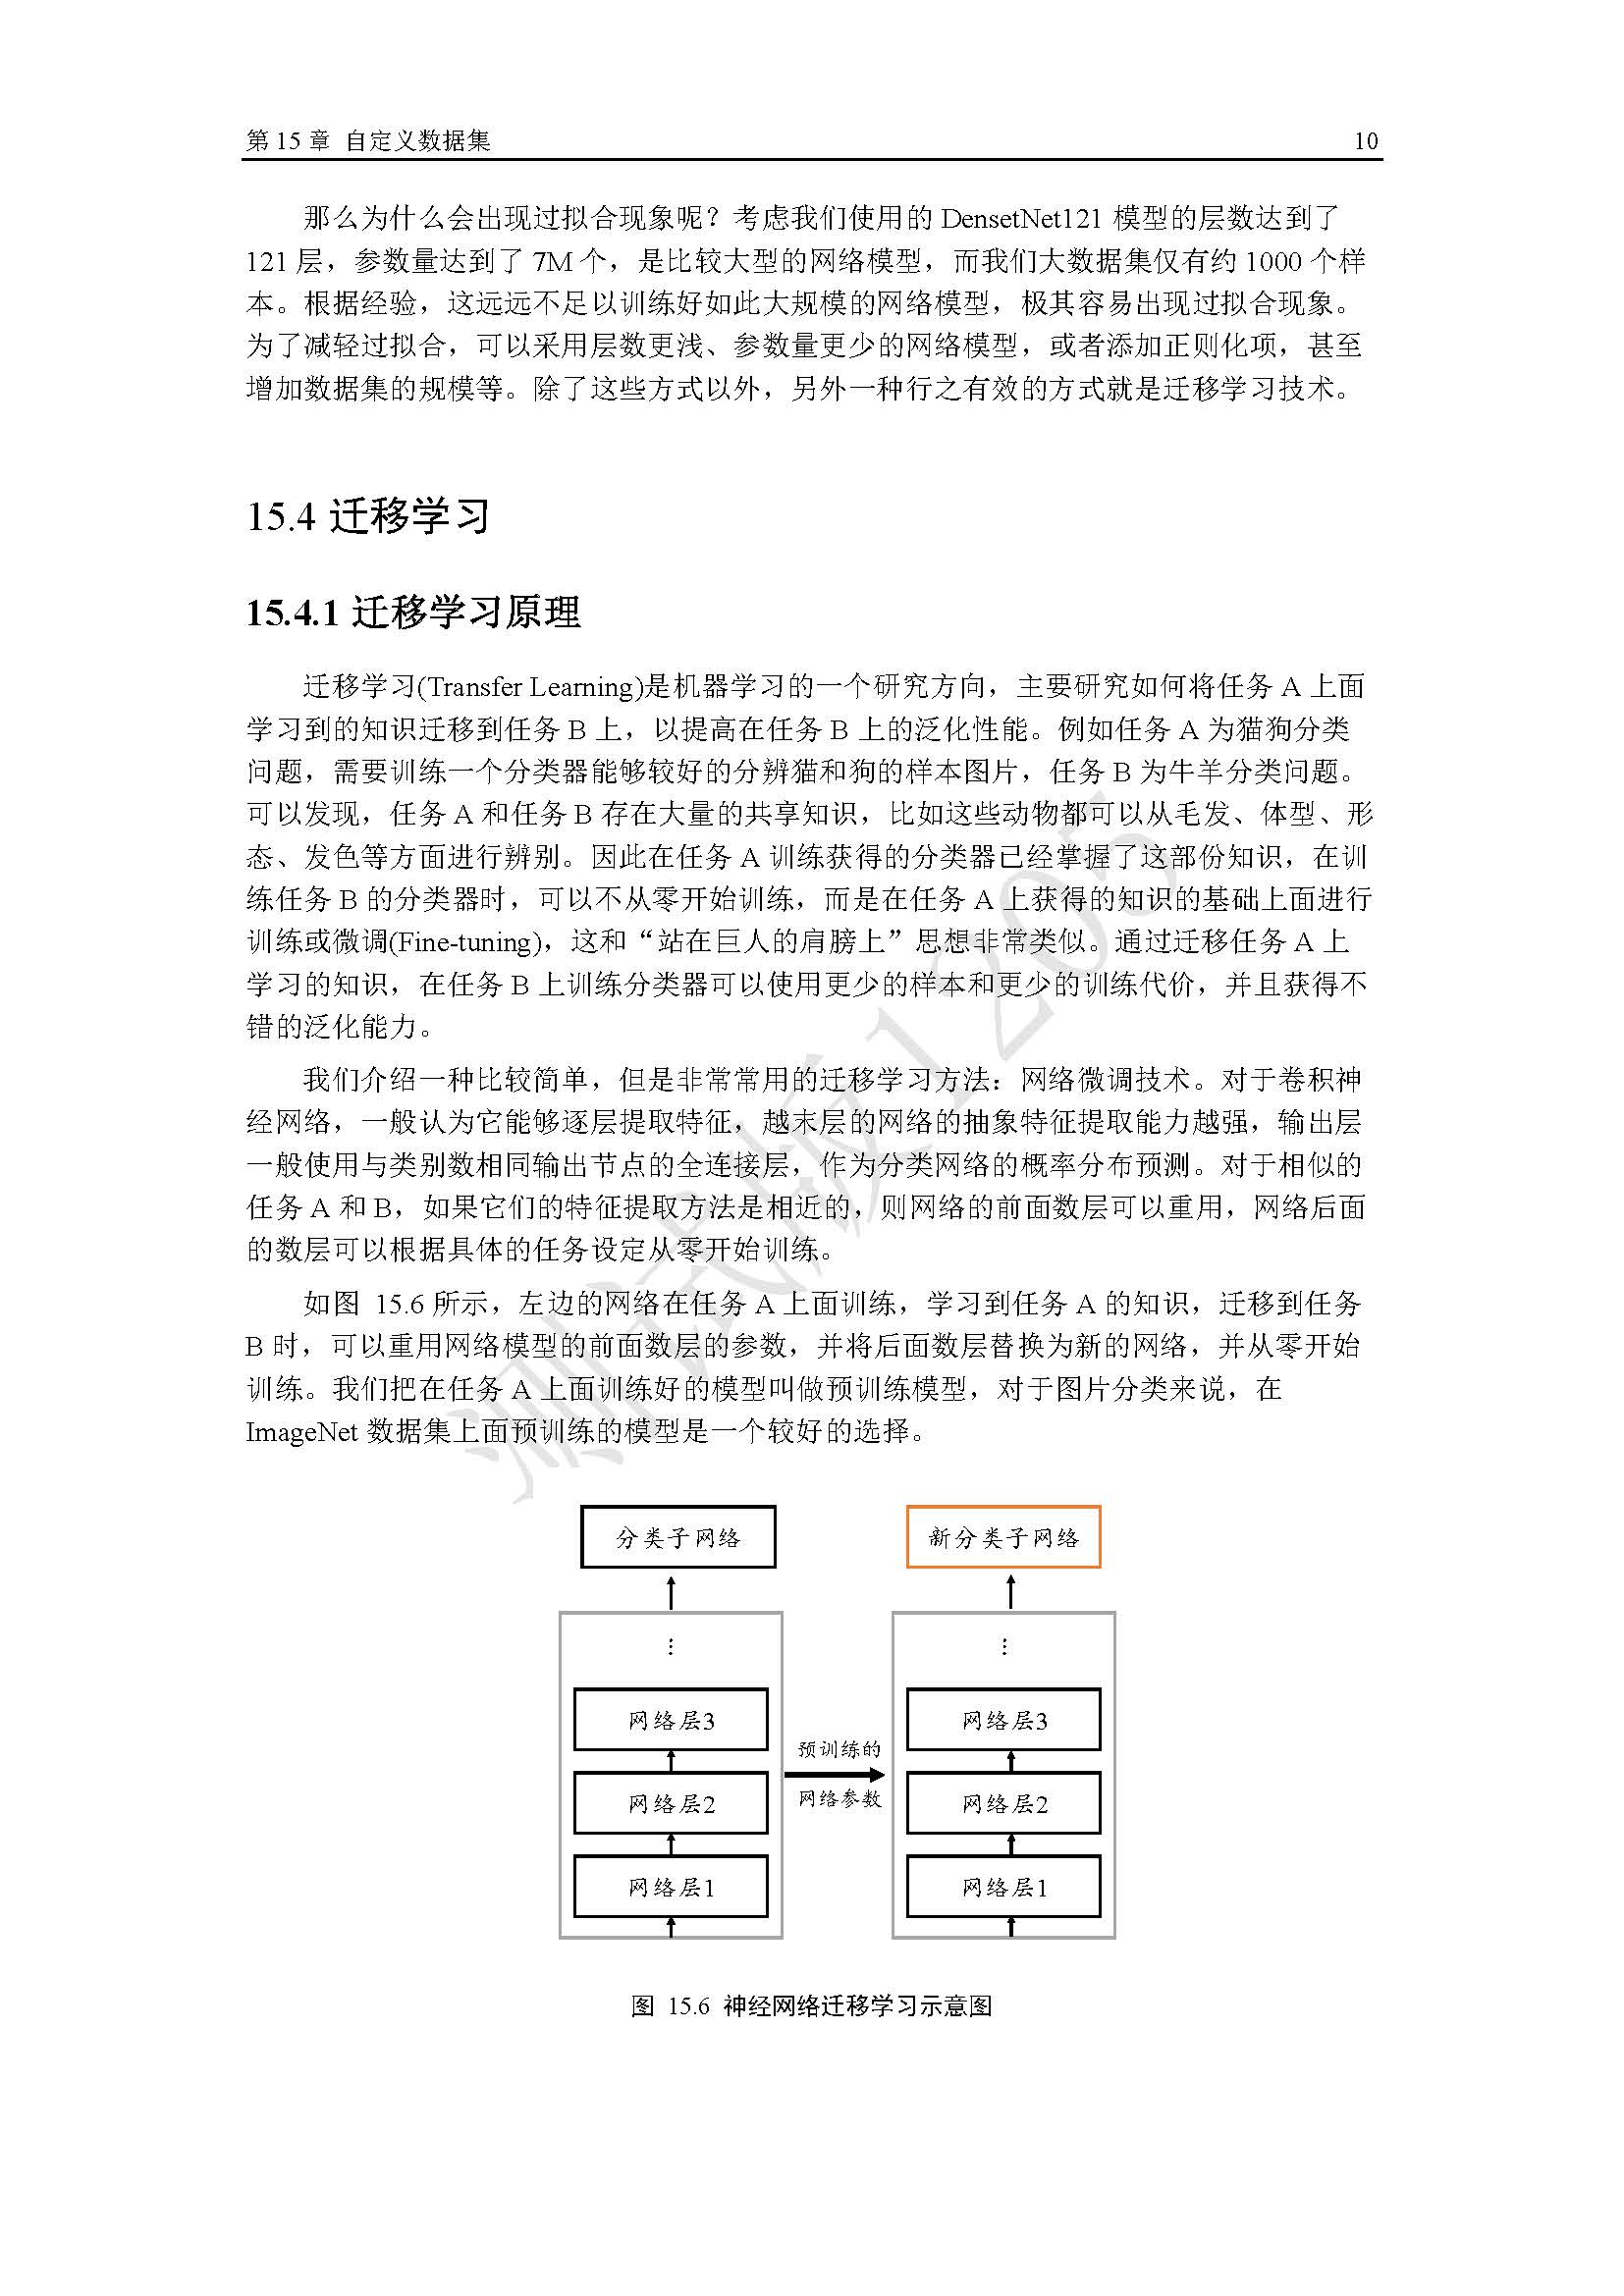 第 15 章 自定义数据集 10
那么为什么会出现过拟合现象呢？考虑我们使用的 DensetNet121 模型的层数达到了
121 层，参数量达到了 7M 个，是比较大型的网络模型，而我们大数据集仅有约 1000 个样
本。根据经验，这远远不足以训练好如此大规模的网络模型，极其容易出现过拟合现象。
为了减轻过拟合，可以采用层数更浅、参数量更少的网络模型，或者添加正则化项，甚至
增加数据集的规模等。除了这些方式以外，另外一种行之有效的方式就是迁移学习技术。
15.4 迁移学习
15.4.1 迁移学习原理
迁移学习(Transfer Learning)是机器学习的一个研究方向，主要研究如何将任务 A 上面
学习到的知识迁移到任务 B 上，以提高在任务 B 上的泛化性能。例如任务 A 为猫狗分类
问题，需要训练一个分类器能够较好的分辨猫和狗的样本图片，任务 B 为牛羊分类问题。
可以发现，任务 A 和任务 B 存在大量的共享知识，比如这些动物都可以从毛发、体型、形
态、发色等方面进行辨别。因此在任务 A 训练获得的分类器已经掌握了这部份知识，在训
练任务 B 的分类器时，可以不从零开始训练，而是在任务 A 上获得的知识的基础上面进行
训练或微调(Fine-tuning)，这和“站在巨人的肩膀上”思想非常类似。通过迁移任务 A 上
学习的知识，在任务 B 上训练分类器可以使用更少的样本和更少的训练代价，并且获得不
错的泛化能力。
我们介绍一种比较简单，但是非常常用的迁移学习方法：网络微调技术。对于卷积神
经网络，一般认为它能够逐层提取特征，越末层的网络的抽象特征提取能力越强，输出层
一般使用与类别数相同输出节点的全连接层，作为分类网络的概率分布预测。对于相似的
任务 A 和 B，如果它们的特征提取方法是相近的，则网络的前面数层可以重用，网络后面
的数层可以根据具体的任务设定从零开始训练。
如图 15.6 所示，左边的网络在任务 A 上面训练，学习到任务 A 的知识，迁移到任务
B 时，可以重用网络模型的前面数层的参数，并将后面数层替换为新的网络，并从零开始
训练。我们把在任务 A 上面训练好的模型叫做预训练模型，对于图片分类来说，在
ImageNet 数据集上面预训练的模型是一个较好的选择。
测试版1205
分类子网络 新分类子网络
⋮ ⋮
网络层3 网络层3
预训练的
网络参数
网络层2 网络层2
网络层1 网络层1
图 15.6 神经网络迁移学习示意图